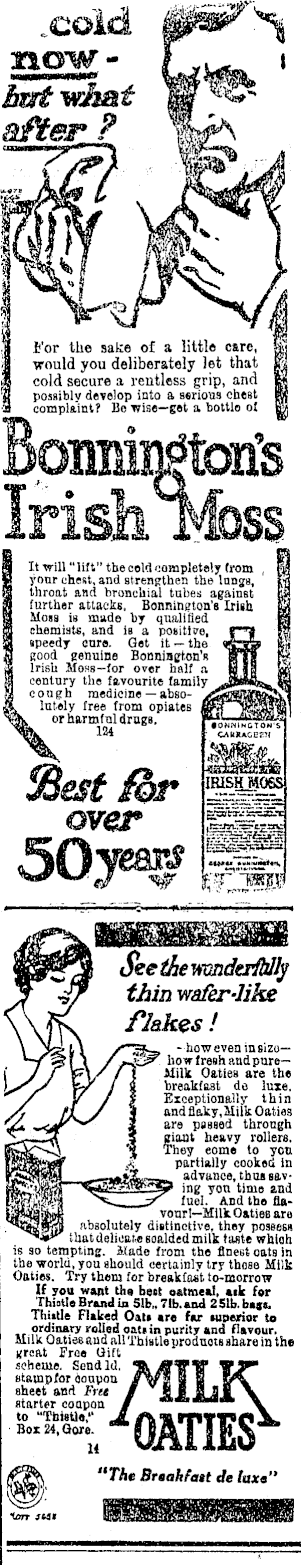 cold
now -
but what
after?
For the sake of a little care,
would you deliberately let that
cold secure a rentless grip, and
possibly develop into a serious chest
complaint? Be wise—get a bottle of
Bonnington's
Irish Moss
It will "lift" the cold completely from
your chest, and strengthen the lungs,
throat and bronchial tubes against
further attacks. Bonnington's Irish
Moss is made by qualified
chemists, and is a positive,
speedy cure. Get it—the
good genuine Bonnington's
Irish Moss—for over half a
century the favourite family
cough medicine—abso-
lutely free from opiates
or harmful drugs.
124
BONNINGTON'S
CARRAGEEN
IRISH MOSS
GEORGE BONNINGTON,
Best for
over
50 years
See the wonderfully
thin wafer-like
flakes!
- how even in size—
how fresh and pure—
Milk Oaties are the
breakfast de luxe.
Exceptionally thin
and flaky, Milk Oaties
are passed through
giant heavy rollers.
They come to you
partially cooked in
advance, thus sav-
ing you time and
fuel. And the fla-
vour!—Milk Oaties are
absolutely distinctive, they possess
that delicate scalded milk taste which
is so tempting. Made from the finest oats in
the world, you should certainly try these Milk
Oaties. Try them for breakfast to-morrow
If you want the best oatmeal, ask for
Thistle Brand in 5lb., 7lb. and 25lb. bags.
Thistle Flaked Oats are far superior to
ordinary rolled oats in purity and flavour.
Milk Oaties and all Thistle products share in the
great Free Gift
scheme. Send 1d.
stamp for coupon
sheet and Free
starter coupon
to "Thistle,"
Box 24, Gore.
14
MILK
OATIES
"The Breakfast de luxe"